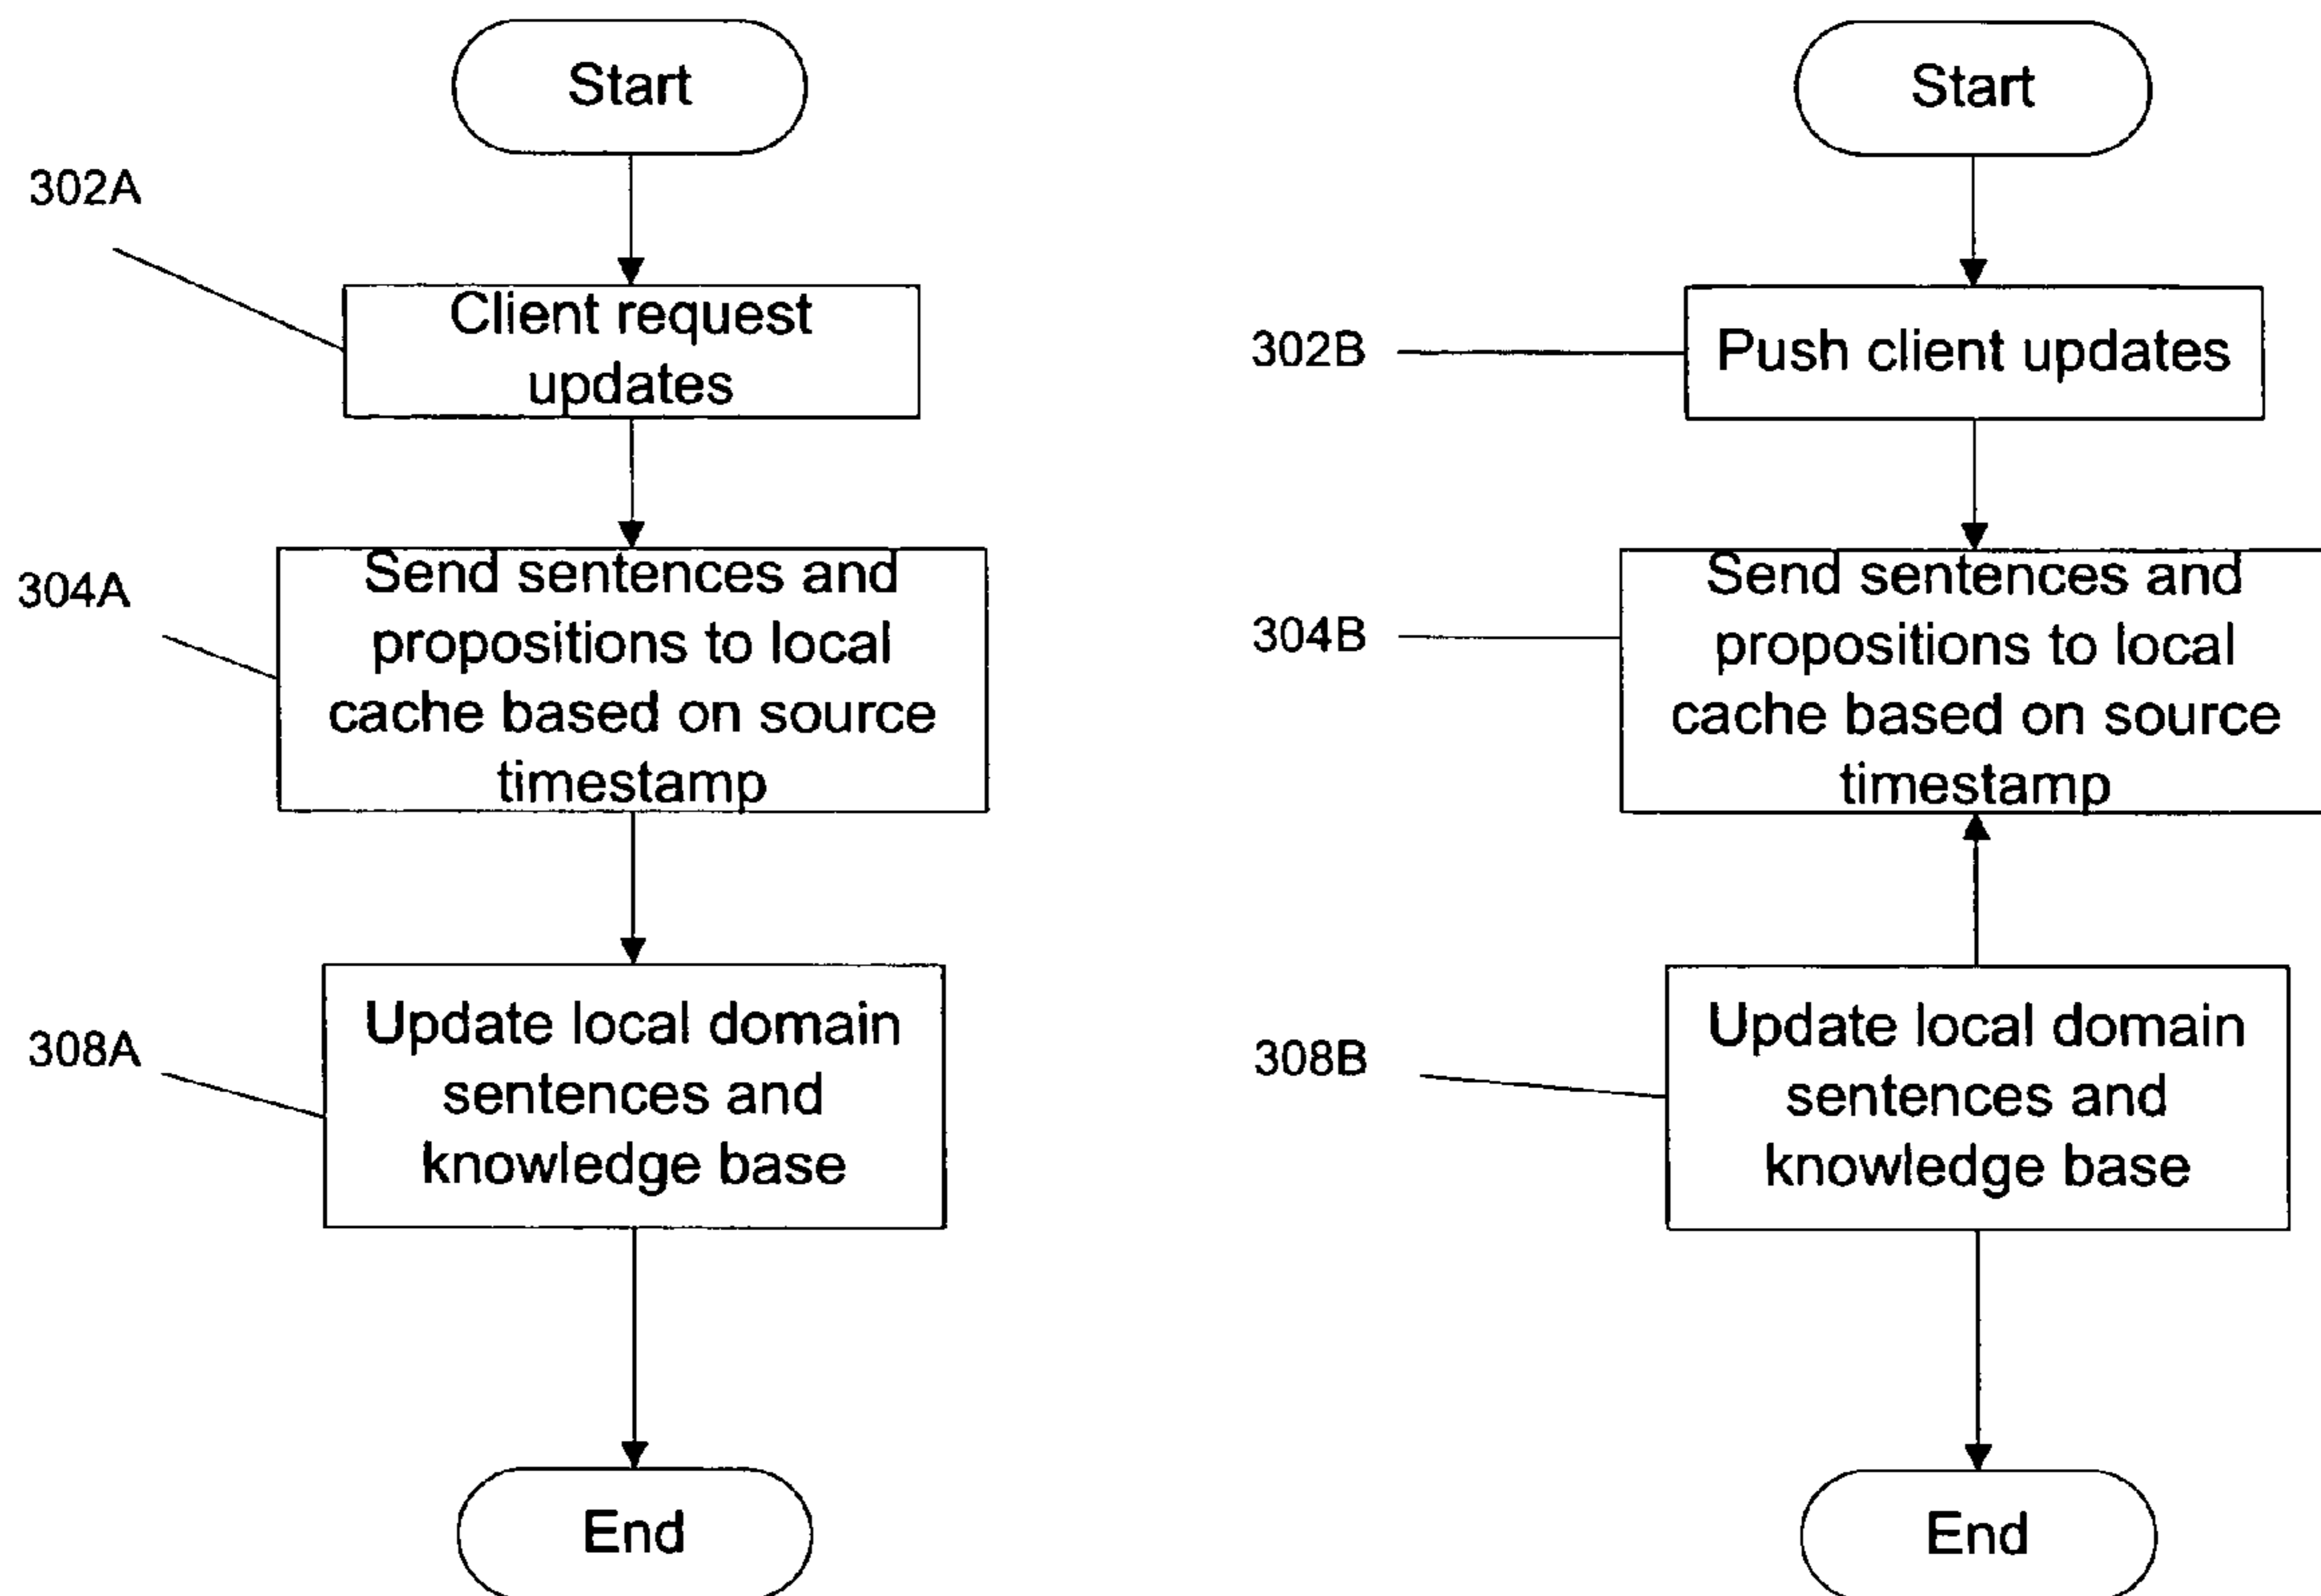 Start
302A
Client request
updates
304A
Send sentences and
propositions to local
cache based on source
timestamp
308A
Update local domain
sentences and
knowledge base
End
Start
302B
Push client updates
304B
Send sentences and
propositions to local
cache based on source
timestamp
308B
Update local domain
sentences and
knowledge base
End